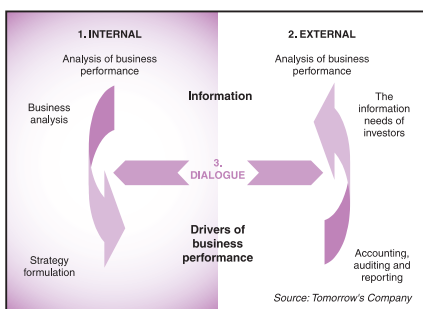 1. INTERNAL
Analysis of business
performance
Business
analysis
Strategy
formulation
Information
3.
DIALOGUE
Drivers of
business
performance
2. EXTERNAL
Analysis of business
performance
The
information
needs of
investors
Accounting,
auditing and
reporting
Source: Tomorrow's Company